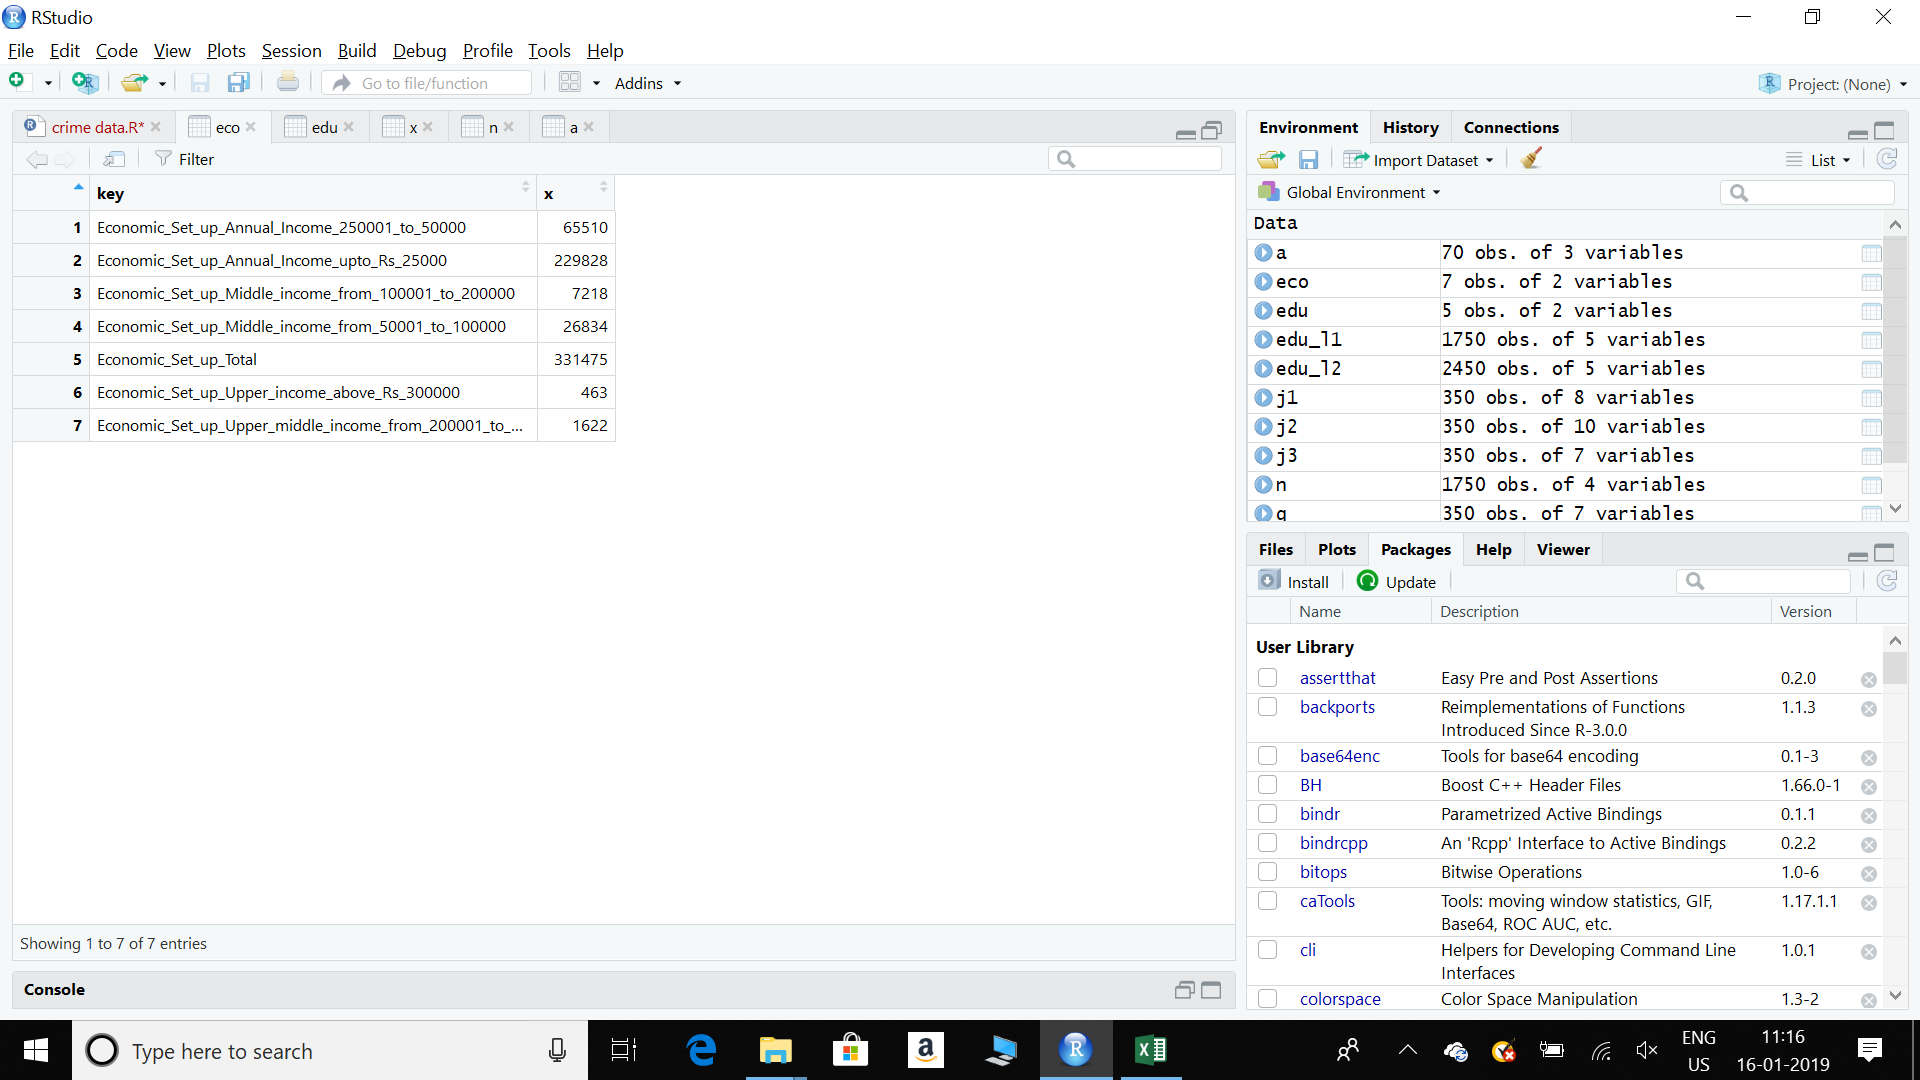 RStudio
File Edit Code View Plots Session Build Debug Profile Tools Help
Go to file/function Addins Project: (None)
crime data.R* eco edu x n a
Filter
key x
1 Economic_Set_up_Annual_Income_250001_to_50000 65510
2 Economic_Set_up_Annual_Income_upto_Rs_25000 229828
3 Economic_Set_up_Middle_income_from_100001_to_200000 7218
4 Economic_Set_up_Middle_income_from_50001_to_100000 26834
5 Economic_Set_up_Total 331475
6 Economic_Set_up_Upper_income_above_Rs_300000 463
7 Economic_Set_up_Upper_middle_income_from_200001_to_... 1622
Showing 1 to 7 of 7 entries
Console
Environment History Connections
Import Dataset List
Global Environment
Data
a 70 obs. of 3 variables
eco 7 obs. of 2 variables
edu 5 obs. of 2 variables
edu_l1 1750 obs. of 5 variables
edu_l2 2450 obs. of 5 variables
j1 350 obs. of 8 variables
j2 350 obs. of 10 variables
j3 350 obs. of 7 variables
n 1750 obs. of 4 variables
q 350 obs. of 7 variables
Files Plots Packages Help Viewer
Install Update
Name Description Version
User Library
assertthat Easy Pre and Post Assertions 0.2.0
backports Reimplementations of Functions 1.1.3
Introduced Since R-3.0.0
base64enc Tools for base64 encoding 0.1-3
BH Boost C++ Header Files 1.66.0-1
bindr Parametrized Active Bindings 0.1.1
bindrcpp An 'Rcpp' Interface to Active Bindings 0.2.2
bitops Bitwise Operations 1.0-6
caTools Tools: moving window statistics, GIF, 1.17.1.1
Base64, ROC AUC, etc.
cli Helpers for Developing Command Line 1.0.1
Interfaces
colorspace Color Space Manipulation 1.3-2
Type here to search
ENG
US
11:16
16-01-2019